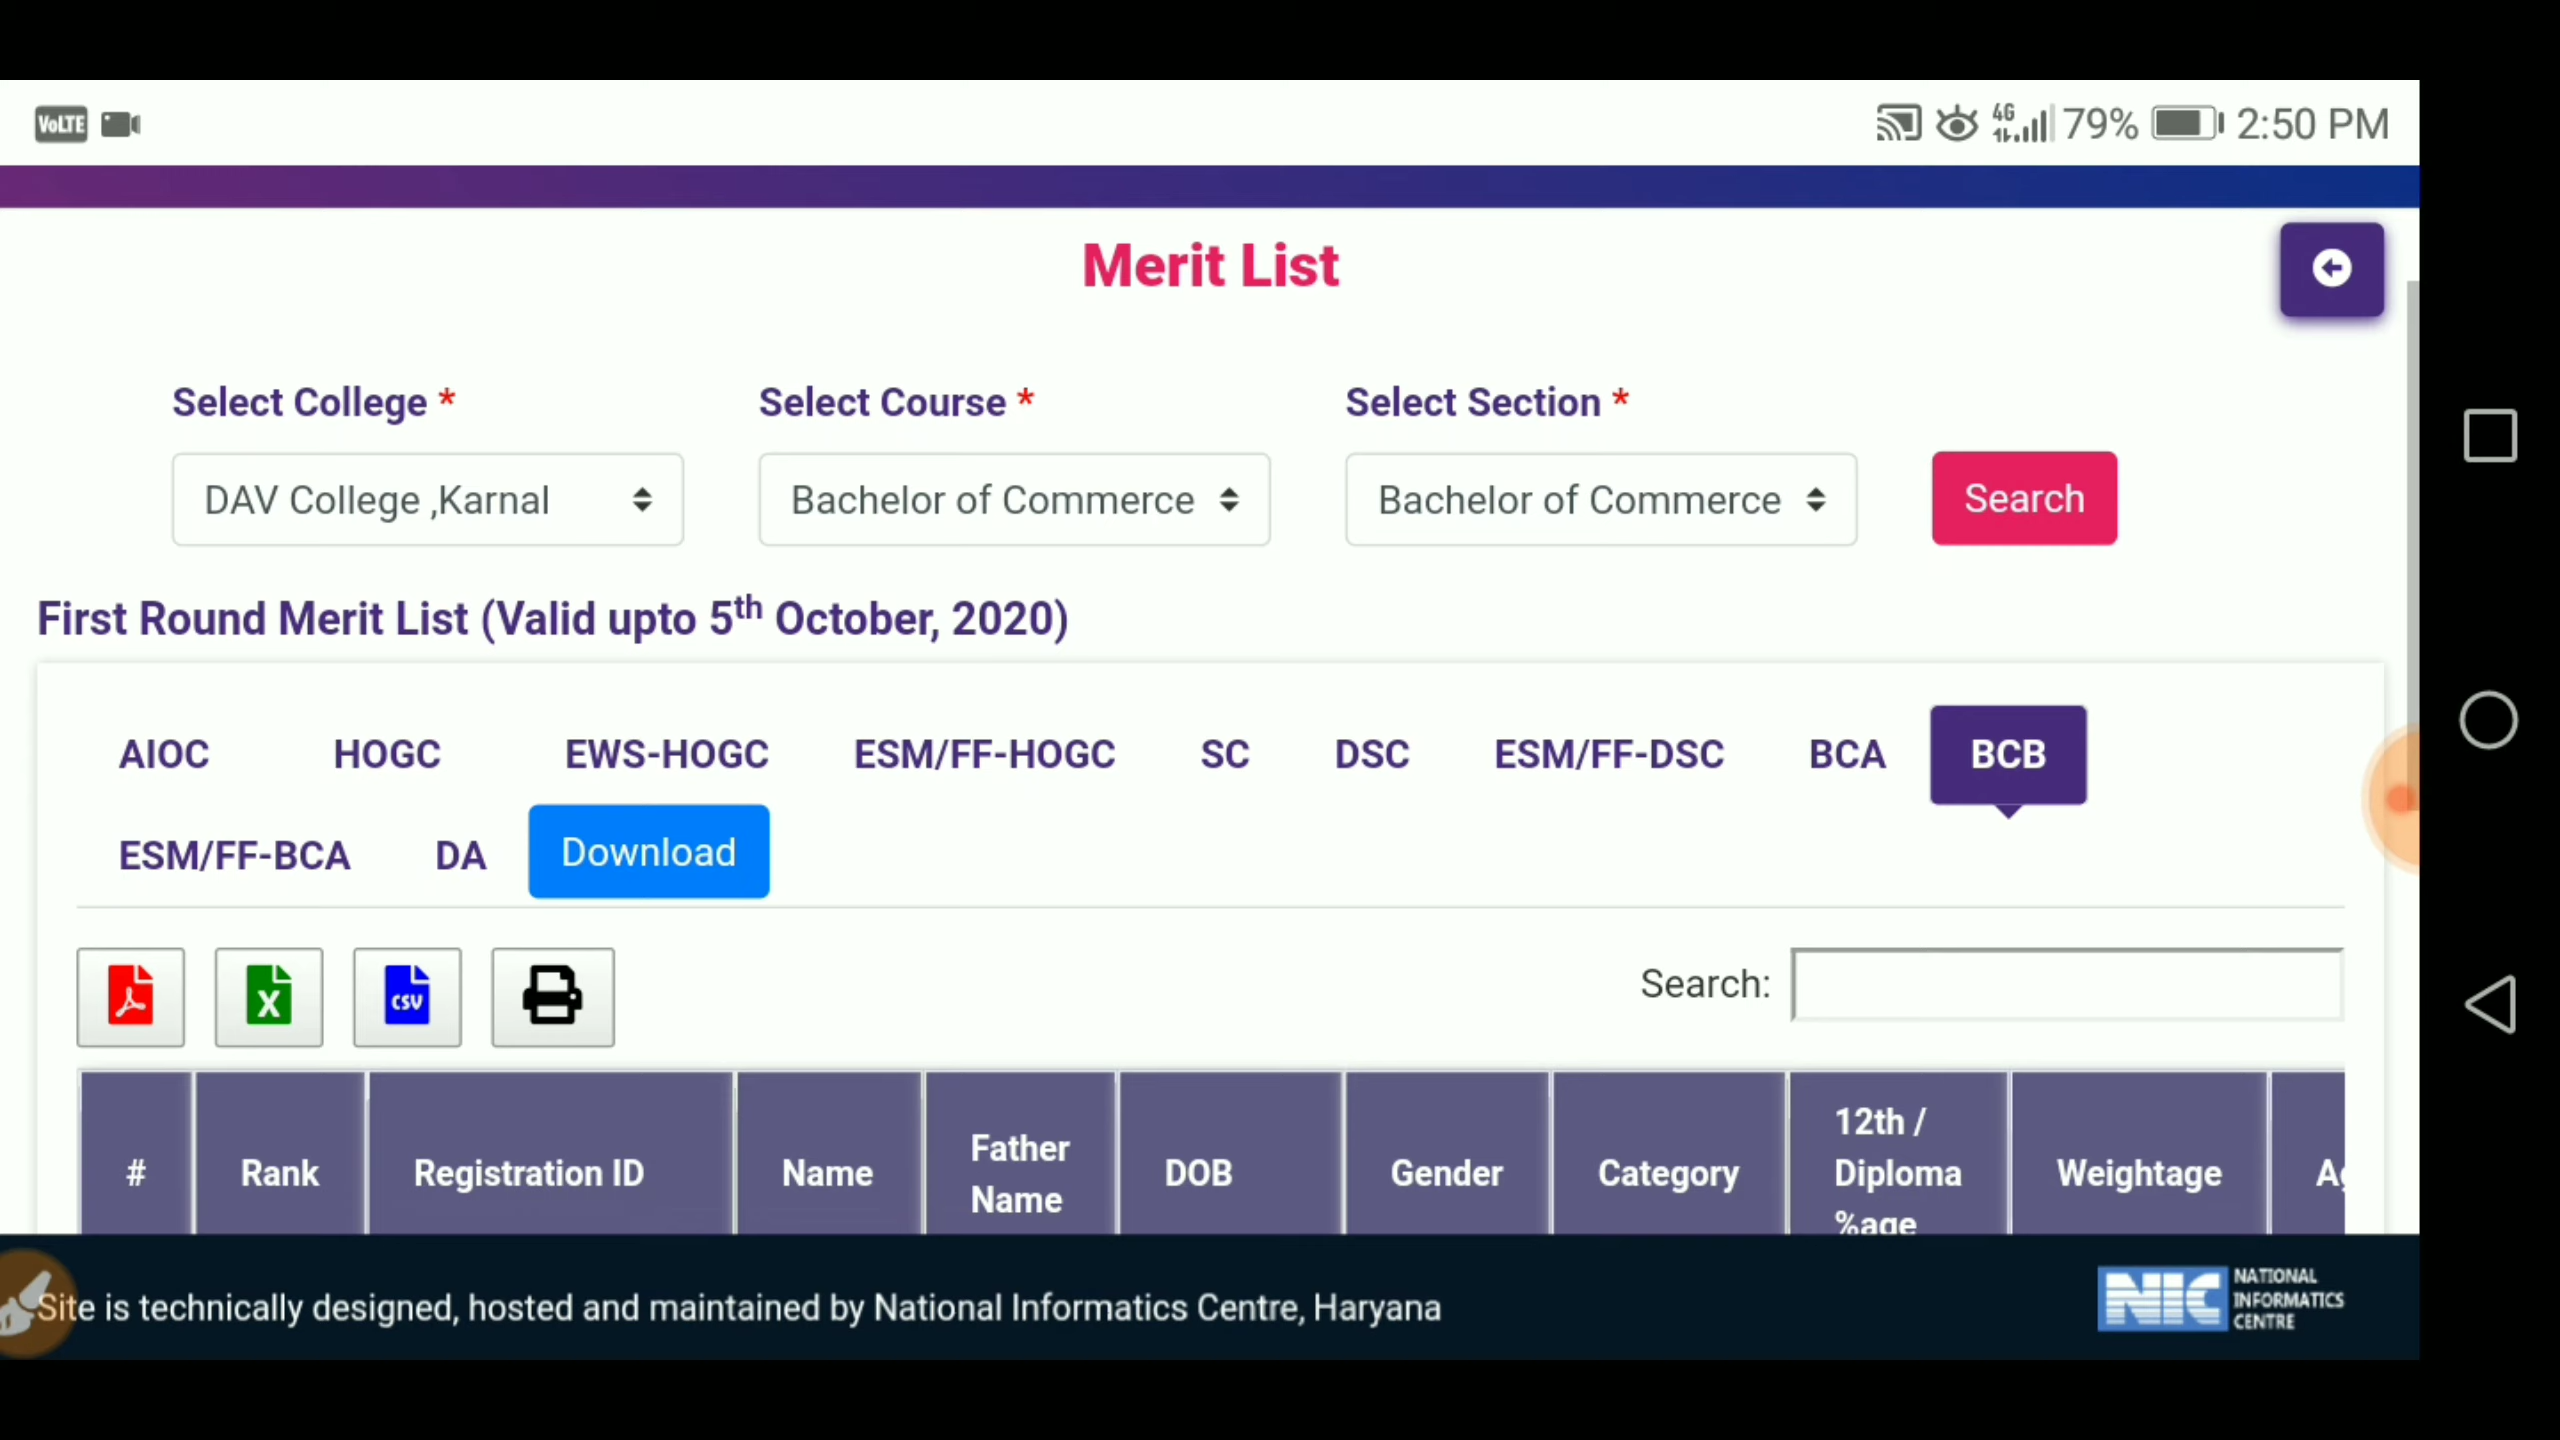 VoLTE 4G 79% 2:50 PM
Merit List
Select College * Select Course * Select Section *
DAV College ,Karnal Bachelor of Commerce Bachelor of Commerce Search
First Round Merit List (Valid upto 5th October, 2020)
AIOC HOGC EWS-HOGC ESM/FF-HOGC SC DSC ESM/FF-DSC BCA BCB
ESM/FF-BCA DA Download
CSV Search:
# Rank Registration ID Name Father Name DOB Gender Category 12th / Diploma %age Weightage
Site is technically designed, hosted and maintained by National Informatics Centre, Haryana
NIC NATIONAL INFORMATICS CENTRE